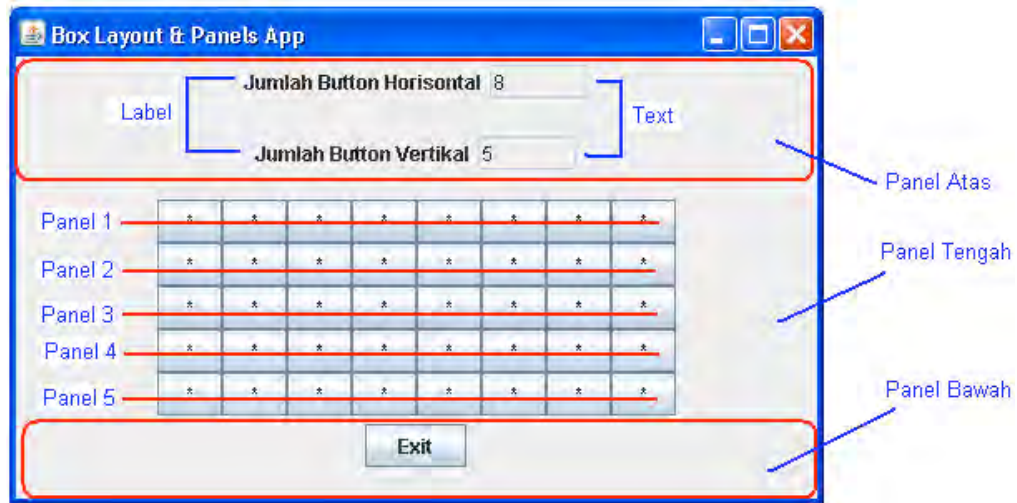 Box Layout & Panels App
Label
Jumlah Button Horisontal 8
Text
Jumlah Button Vertikal 5
Panel Atas
Panel 1 * * * * * * * *
Panel Tengah
Panel 2 * * * * * * * *
Panel 3 * * * * * * * *
Panel 4 * * * * * * * *
Panel 5 * * * * * * * *
Panel Bawah
Exit